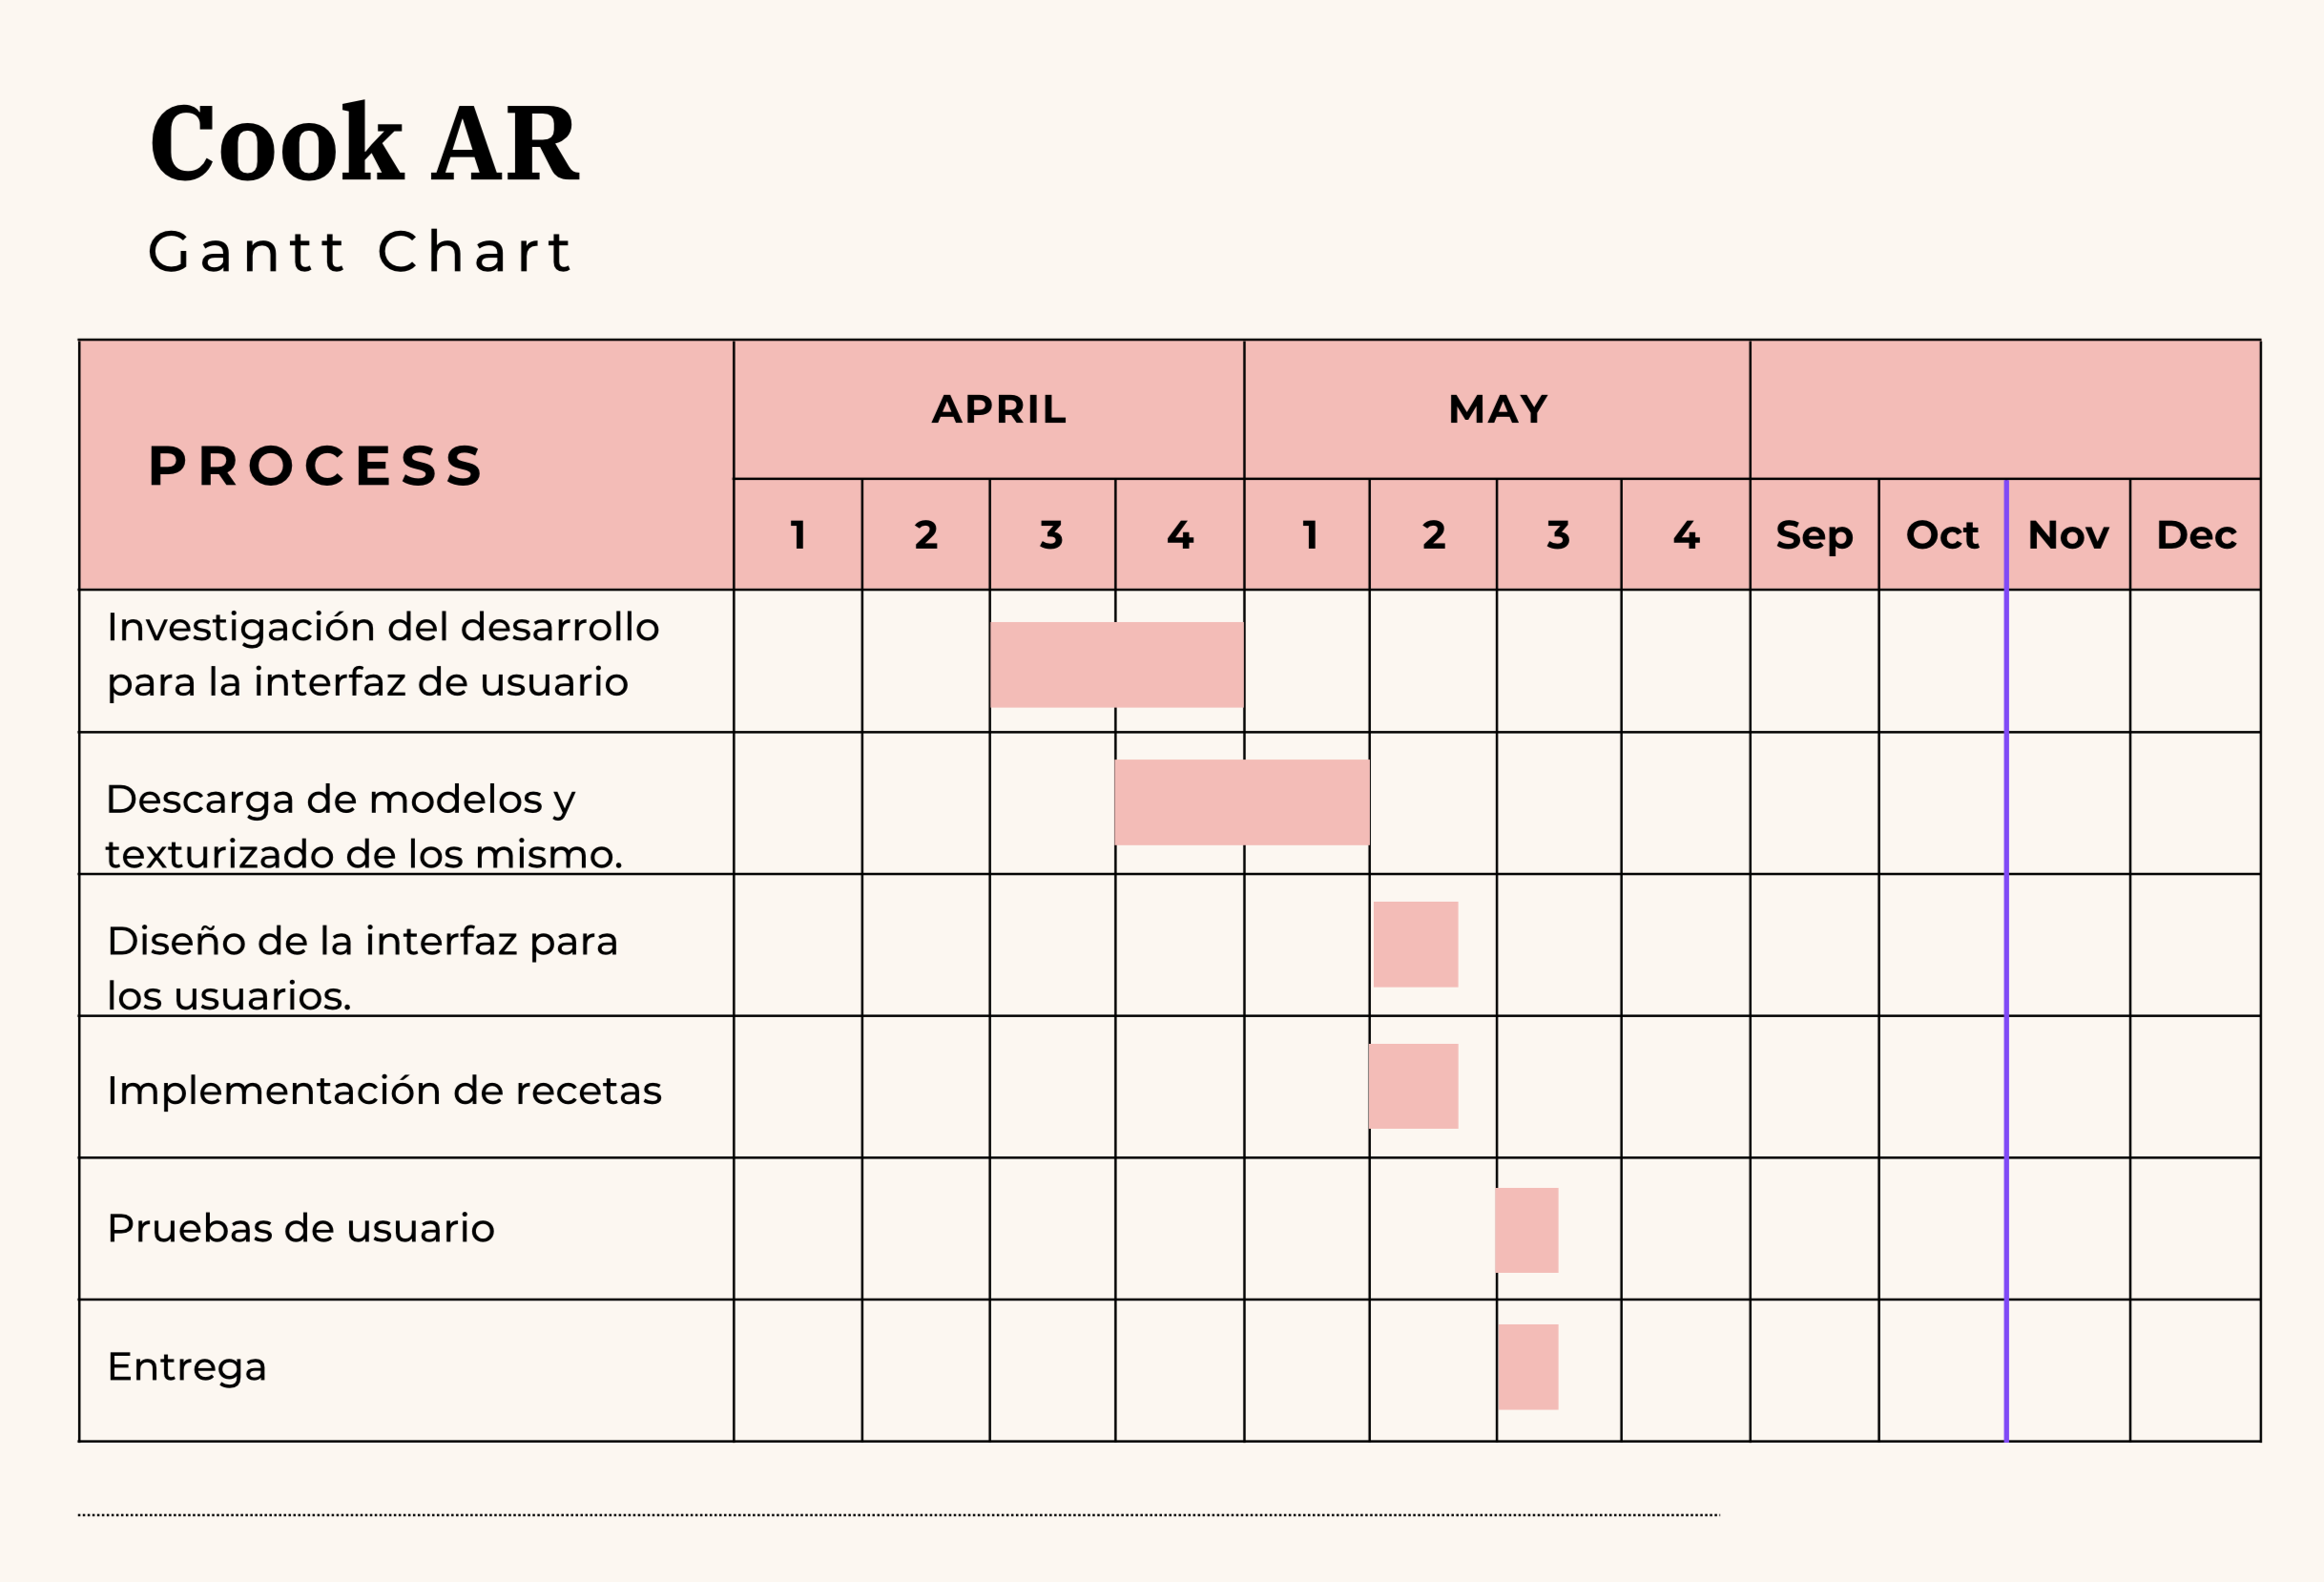 Cook AR
Gantt Chart
PROCESS
APRIL
MAY
1 2 3 4 1 2 3 4 Sep Oct Nov Dec
Investigación del desarrollo
para la interfaz de usuario
Descarga de modelos y
texturizado de los mismo.
Diseño de la interfaz para
los usuarios.
Implementación de recetas
Pruebas de usuario
Entrega